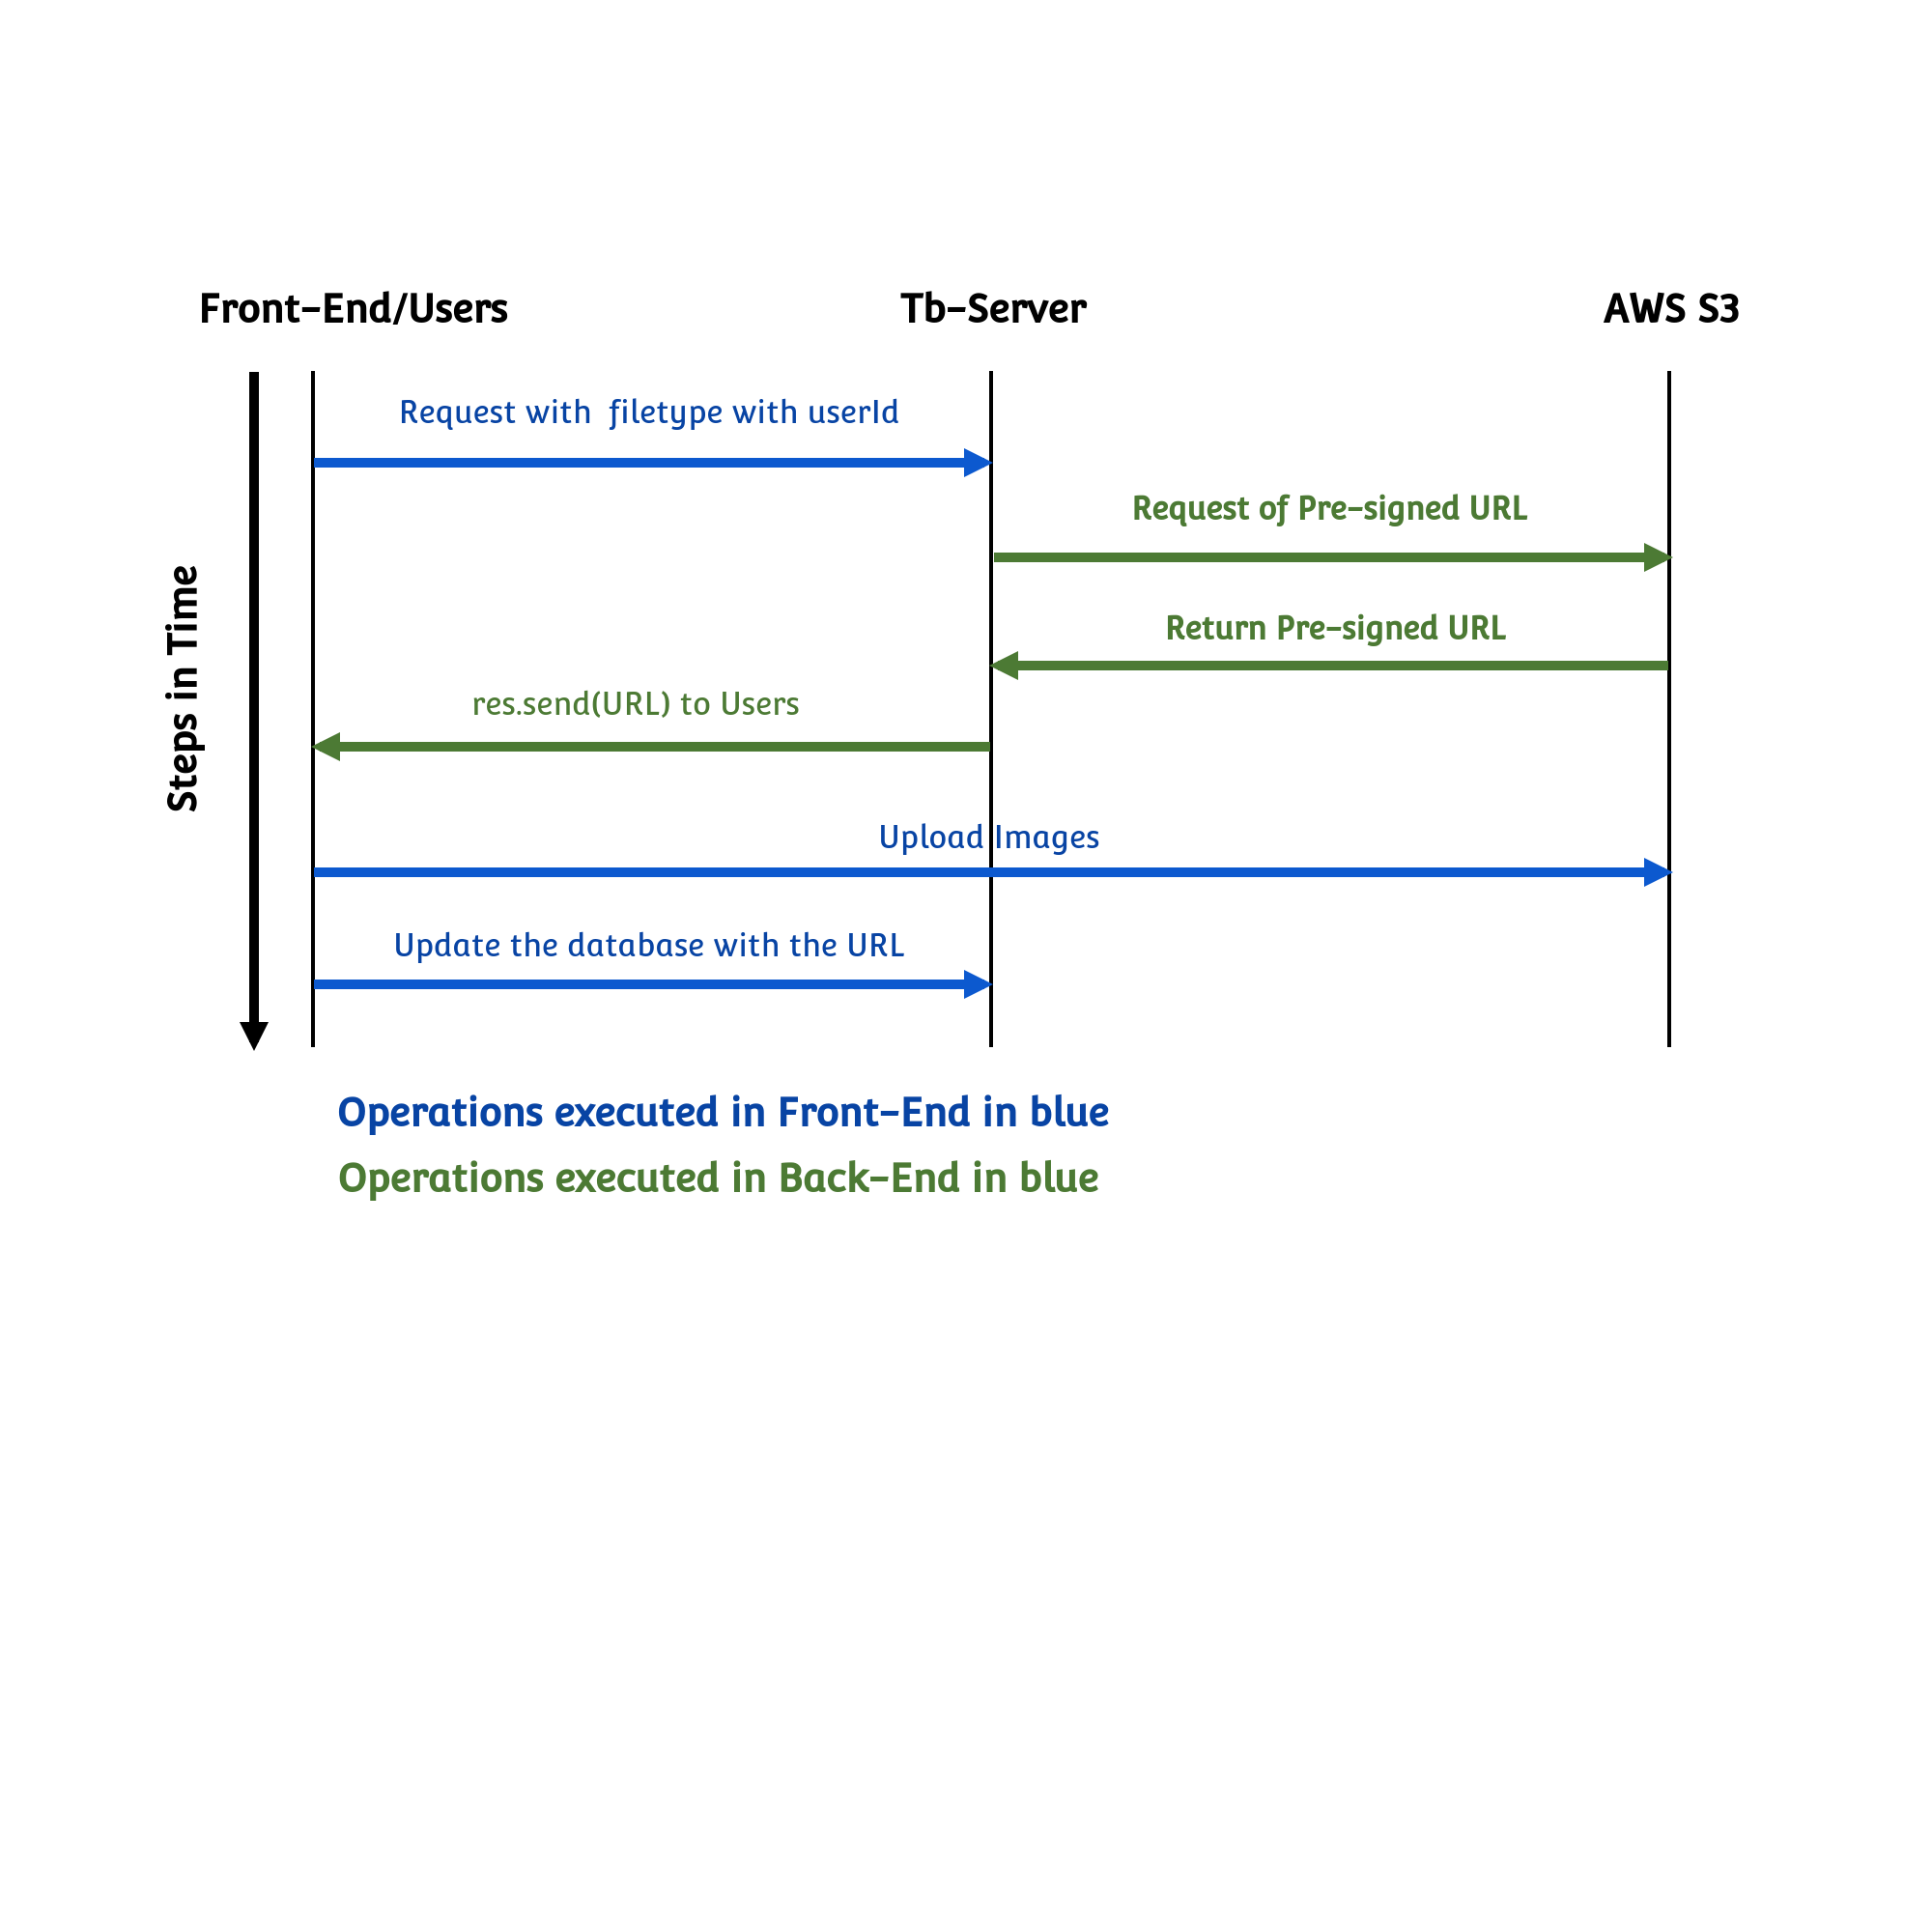 Front-End/Users
Tb-Server
AWS S3
Request with  filetype with userId
Request of Pre-signed URL
Return Pre-signed URL
res.send(URL) to Users
Steps in Time
Upload Images
Update the database with the URL
Operations executed in Front-End in blue
Operations executed in Back-End in blue